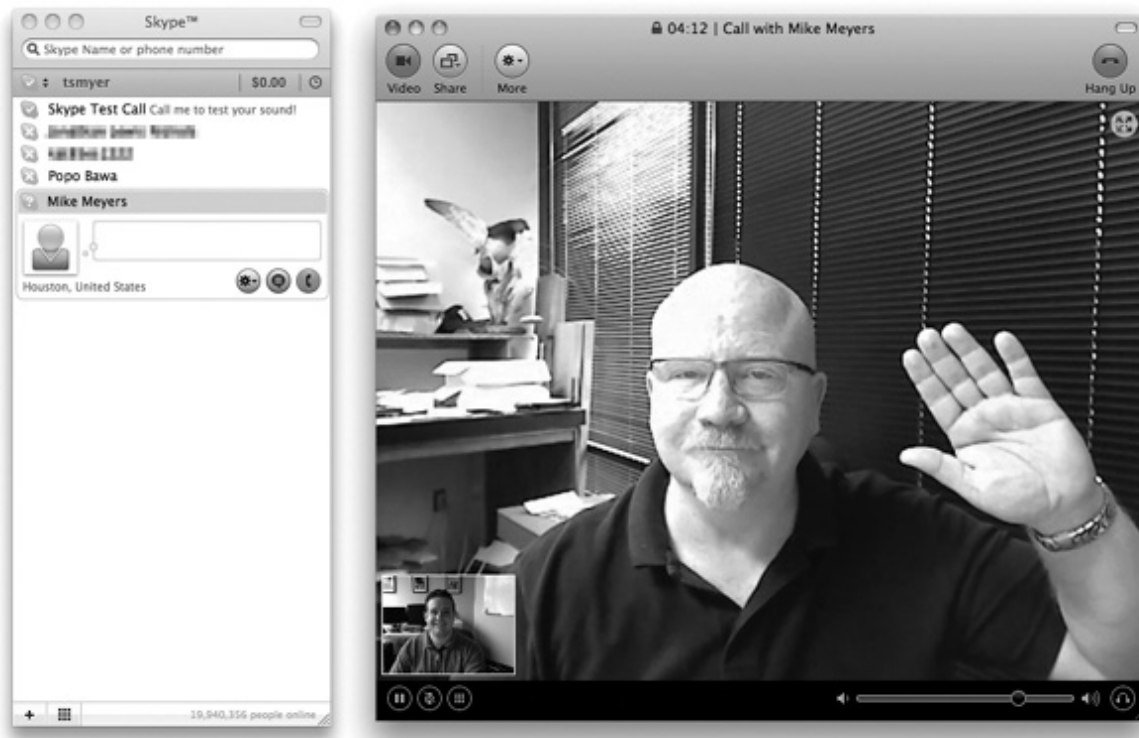 Skype™
Skype Name or phone number
tsmyer $0.00
Skype Test Call Call me to test your sound!
Popo Bawa
Mike Meyers
Houston, United States
19,940,356 people online
04:12 | Call with Mike Meyers
Video Share More Hang Up